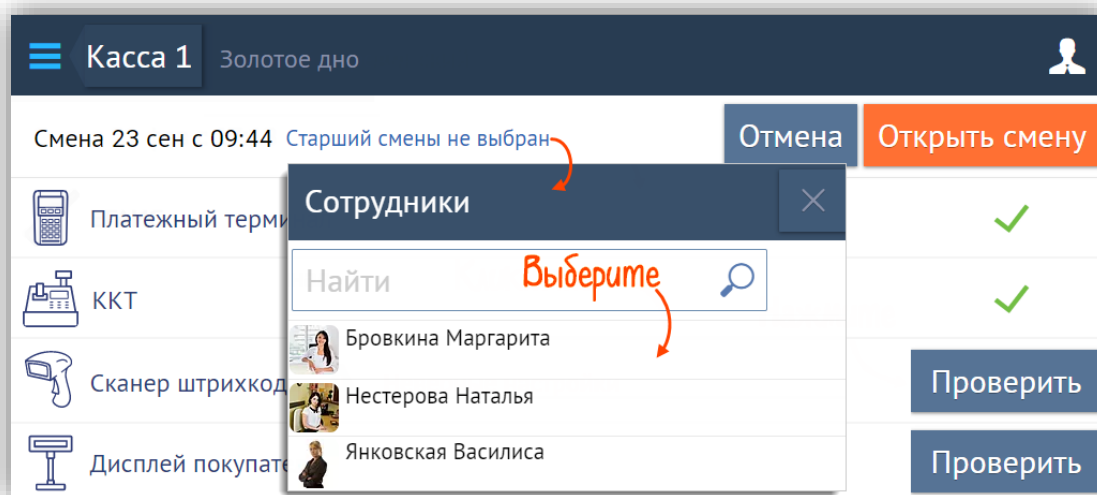 Касса 1 Золотое дно
Смена 23 сен с 09:44 Старший смены не выбран Отмена Открыть смену
Сотрудники
Платежный терми
Найти Выберите
ККТ
Бровкина Маргарита
Сканер штрихкод Проверить
Нестерова Наталья
Янковская Василиса
Дисплей покупате Проверить